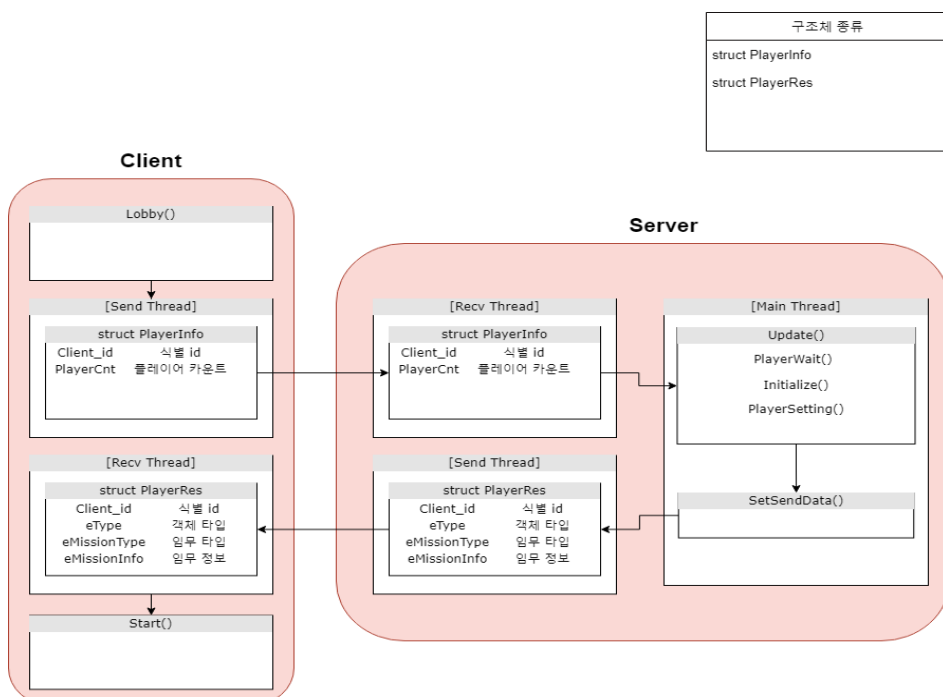 구조체 종류
struct PlayerInfo
struct PlayerRes
Client
Lobby()
[Send Thread]
struct PlayerInfo
Client_id 식별 id
PlayerCnt 플레이어 카운트
[Recv Thread]
struct PlayerRes
Client_id 식별 id
eType 객체 타입
eMissionType 임무 타입
eMissionInfo 임무 정보
Start()
Server
[Recv Thread]
struct PlayerInfo
Client_id 식별 id
PlayerCnt 플레이어 카운트
[Send Thread]
struct PlayerRes
Client_id 식별 id
eType 객체 타입
eMissionType 임무 타입
eMissionInfo 임무 정보
[Main Thread]
Update()
PlayerWait()
Initialize()
PlayerSetting()
SetSendData()